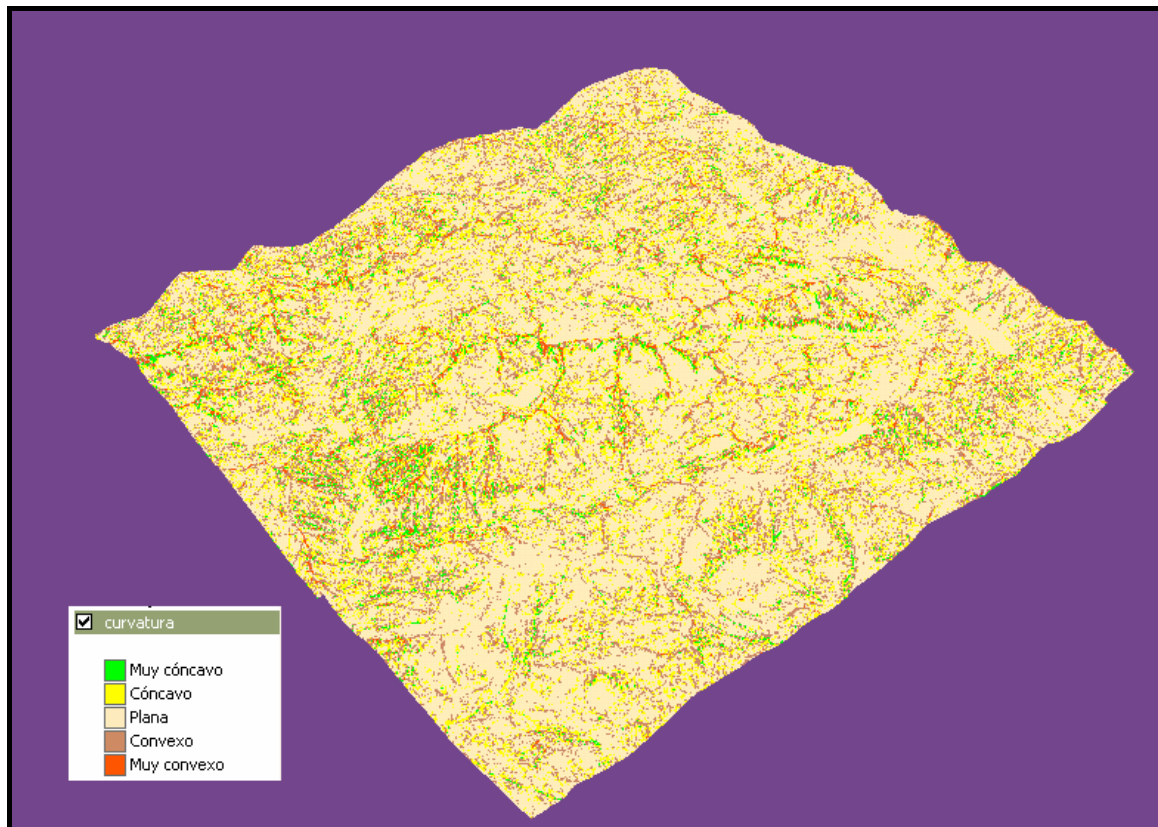 curvatura
Muy cóncavo
Cóncavo
Plana
Convexo
Muy convexo